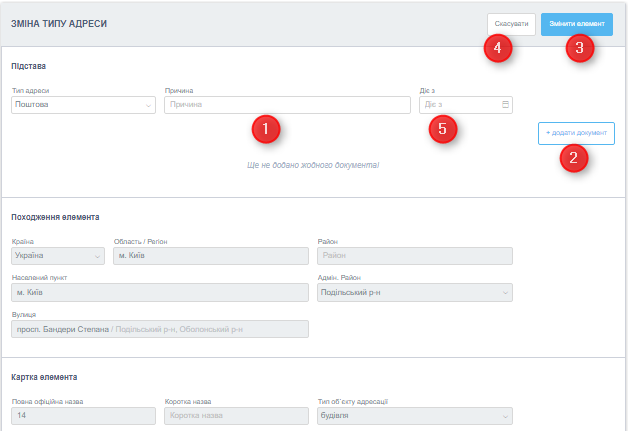 ЗМІНА ТИПУ АДРЕСИ
Скасувати
Змінити елемент
4
3
Підстава
Тип адреси
Причина
Діє з
Поштова
Причина
Діє з
1
5
+ додати документ
2
Ще не додано жодного документа!
Походження елемента
Країна
Область / Регіон
Район
Україна
м. Київ
Район
Населений пункт
Адмін. Район
м. Київ
Подільський р-н
Вулиця
просп. Бандери Степана / Подільський р-н, Оболонський р-н
Картка елемента
Повна офіційна назва
Коротка назва
Тип об`єкту адресації
14
Коротка назва
будівля